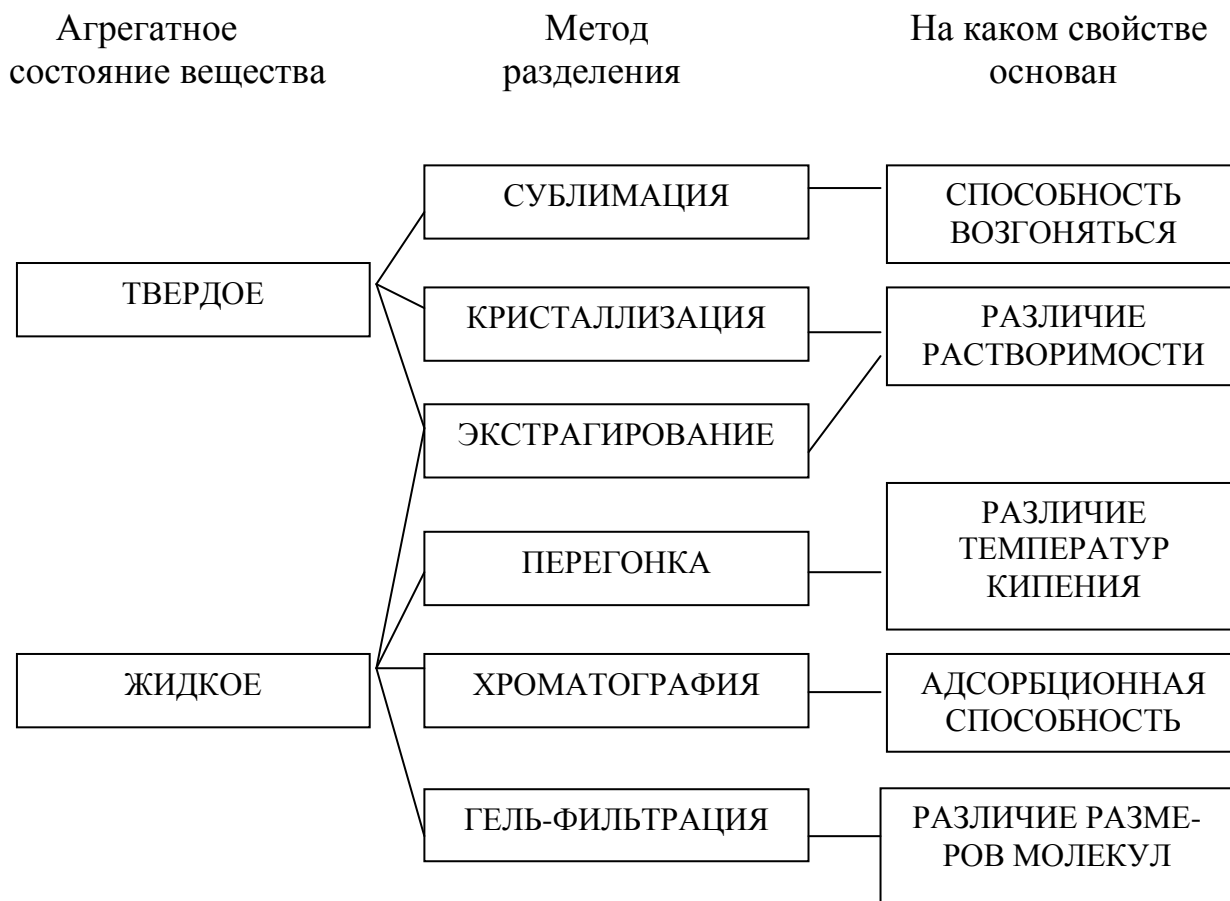 Агрегатное
состояние вещества
Метод
разделения
На каком свойстве
основан
ТВЕРДОЕ
ЖИДКОЕ
СУБЛИМАЦИЯ
КРИСТАЛЛИЗАЦИЯ
ЭКСТРАГИРОВАНИЕ
ПЕРЕГОНКА
ХРОМАТОГРАФИЯ
ГЕЛЬ-ФИЛЬТРАЦИЯ
СПОСОБНОСТЬ
ВОЗГОНЯТЬСЯ
РАЗЛИЧИЕ
РАСТВОРИМОСТИ
РАЗЛИЧИЕ
ТЕМПЕРАТУР
КИПЕНИЯ
АДСОРБЦИОННАЯ
СПОСОБНОСТЬ
РАЗЛИЧИЕ РАЗМЕ-
РОВ МОЛЕКУЛ